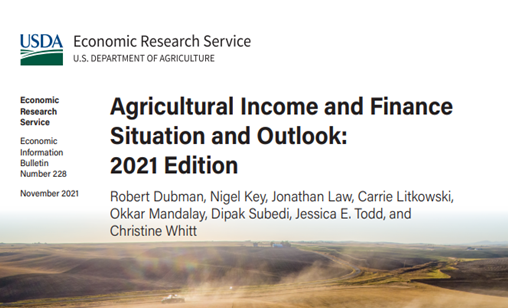 USDA Economic Research Service
U.S. DEPARTMENT OF AGRICULTURE
Economic
Research
Service
Economic
Information
Bulletin
Number 228
November 2021
Agricultural Income and Finance
Situation and Outlook:
2021 Edition
Robert Dubman, Nigel Key, Jonathan Law, Carrie Litkowski,
Okkar Mandalay, Dipak Subedi, Jessica E. Todd, and
Christine Whitt